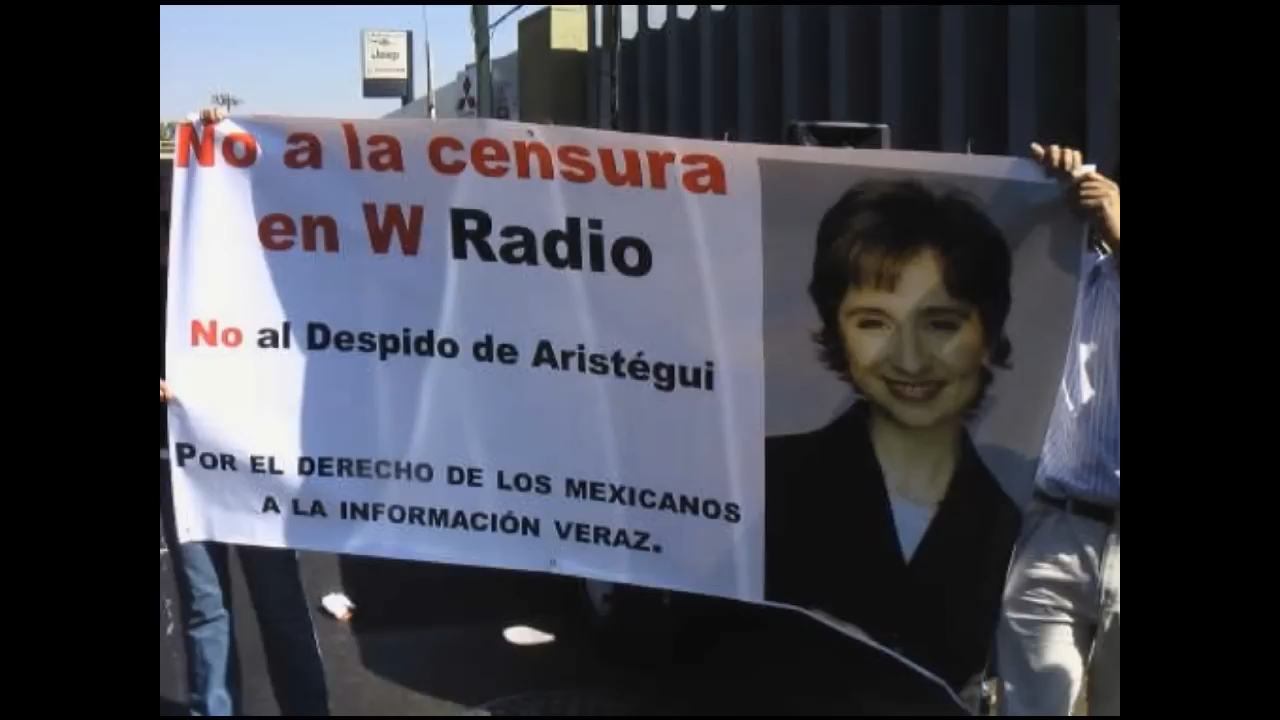 Jeep
No a la censura
en W Radio
No al Despido de Aristégui
POR EL DERECHO DE LOS MEXICANOS
A LA INFORMACIÓN VERAZ.